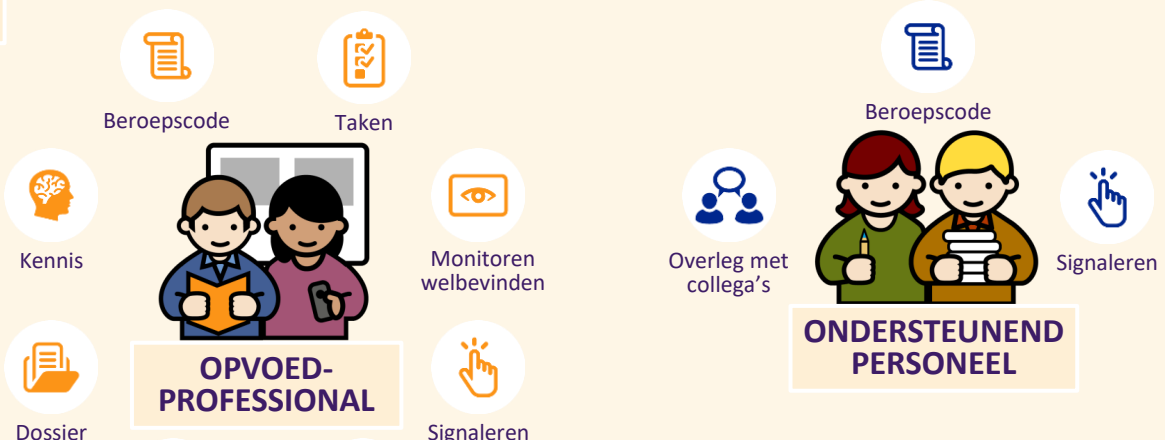 Beroepscode
Taken
Kennis
Monitoren
welbevinden
OPVOED-
PROFESSIONAL
Dossier
Signaleren
Beroepscode
Overleg met
collega's
Signaleren
ONDERSTEUNEND
PERSONEEL